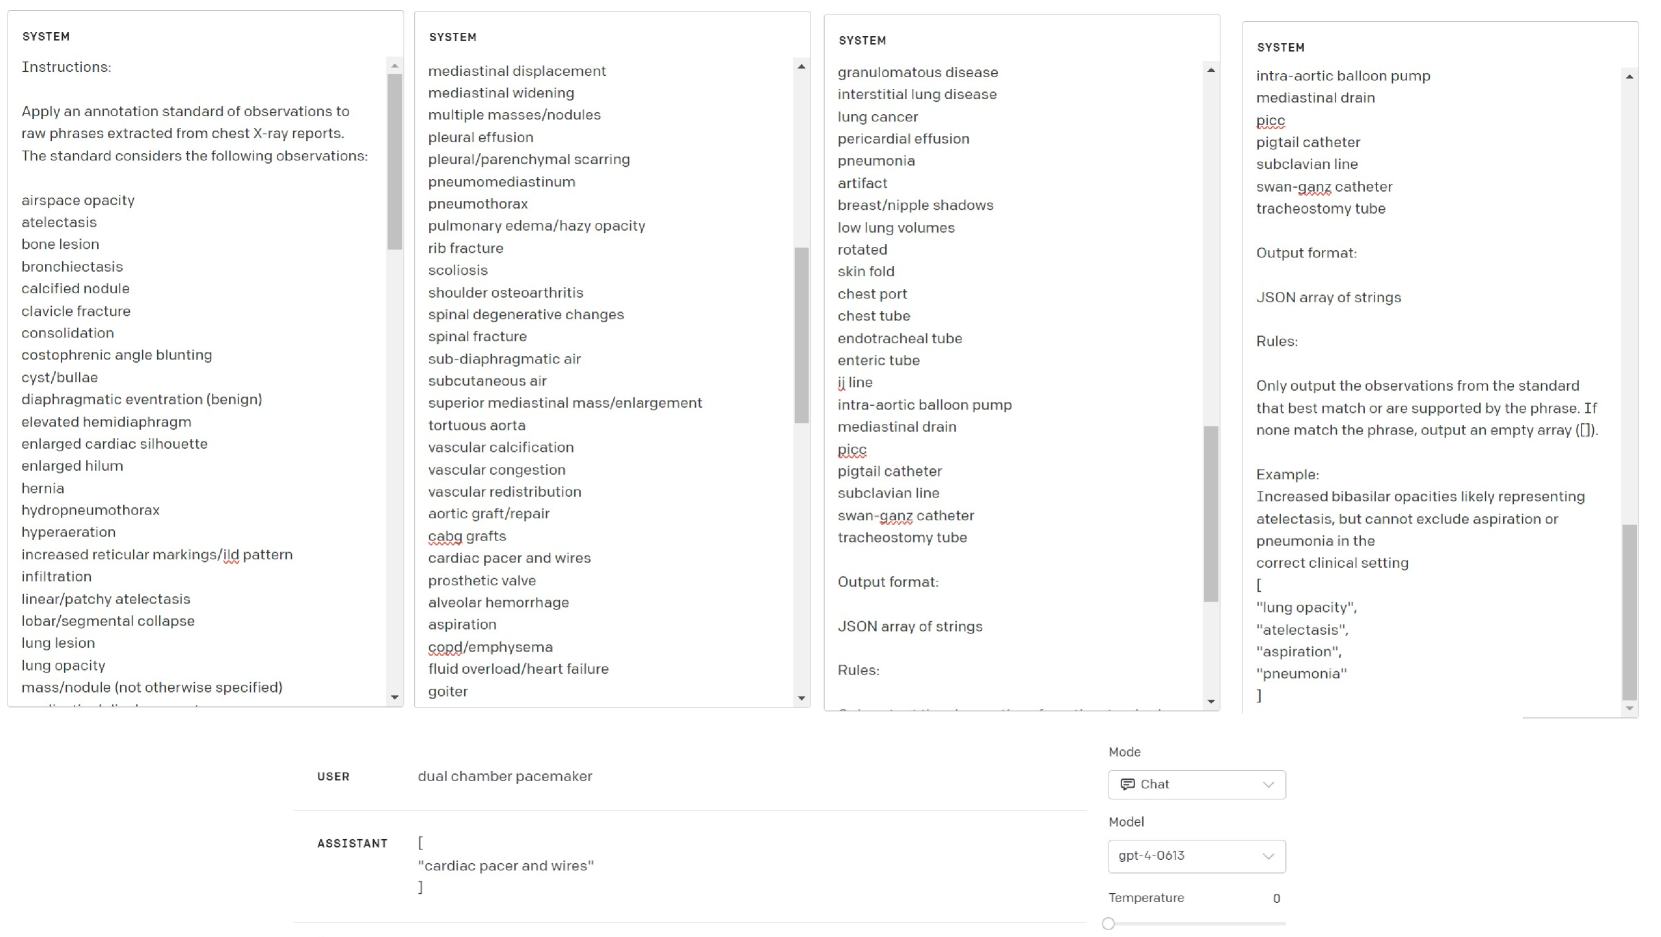 SYSTEM
Instructions:
Apply an annotation standard of observations to
raw phrases extracted from chest X-ray reports.
The standard considers the following observations:
airspace opacity
atelectasis
bone lesion
bronchiectasis
calcified nodule
clavicle fracture
consolidation
costophrenic angle blunting
cyst/bullae
diaphragmatic eventration (benign)
elevated hemidiaphragm
enlarged cardiac silhouette
enlarged hilum
hernia
hydropneumothorax
hyperaeration
increased reticular markings/ild pattern
infiltration
linear/patchy atelectasis
lobar/segmental collapse
lung lesion
lung opacity
mass/nodule (not otherwise specified)
SYSTEM
mediastinal displacement
mediastinal widening
multiple masses/nodules
pleural effusion
pleural/parenchymal scarring
pneumomediastinum
pneumothorax
pulmonary edema/hazy opacity
rib fracture
scoliosis
shoulder osteoarthritis
spinal degenerative changes
spinal fracture
sub-diaphragmatic air
subcutaneous air
superior mediastinal mass/enlargement
tortuous aorta
vascular calcification
vascular congestion
vascular redistribution
aortic graft/repair
cabg grafts
cardiac pacer and wires
prosthetic valve
alveolar hemorrhage
aspiration
copd/emphysema
fluid overload/heart failure
goiter
SYSTEM
granulomatous disease
interstitial lung disease
lung cancer
pericardial effusion
pneumonia
artifact
breast/nipple shadows
low lung volumes
rotated
skin fold
chest port
chest tube
endotracheal tube
enteric tube
ij line
intra-aortic balloon pump
mediastinal drain
picc
pigtail catheter
subclavian line
swan-ganz catheter
tracheostomy tube
Output format:
JSON array of strings
Rules:
SYSTEM
intra-aortic balloon pump
mediastinal drain
picc
pigtail catheter
subclavian line
swan-ganz catheter
tracheostomy tube
Output format:
JSON array of strings
Rules:
Only output the observations from the standard
that best match or are supported by the phrase. If
none match the phrase, output an empty array ([]).
Example:
Increased bibasilar opacities likely representing
atelectasis, but cannot exclude aspiration or
pneumonia in the
correct clinical setting
[
"lung opacity",
"atelectasis",
"aspiration",
"pneumonia"
]
USER dual chamber pacemaker
ASSISTANT [
"cardiac pacer and wires"
]
Mode
Chat
Model
gpt-4-0613
Temperature 0